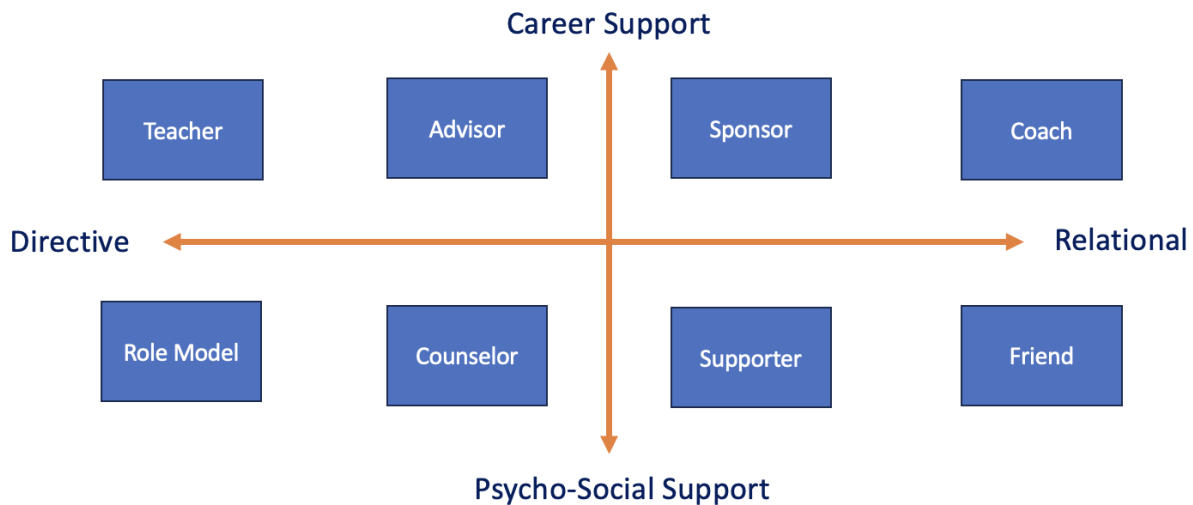 Career Support
Teacher
Advisor
Sponsor
Coach
Directive
Relational
Role Model
Counselor
Supporter
Friend
Psycho-Social Support